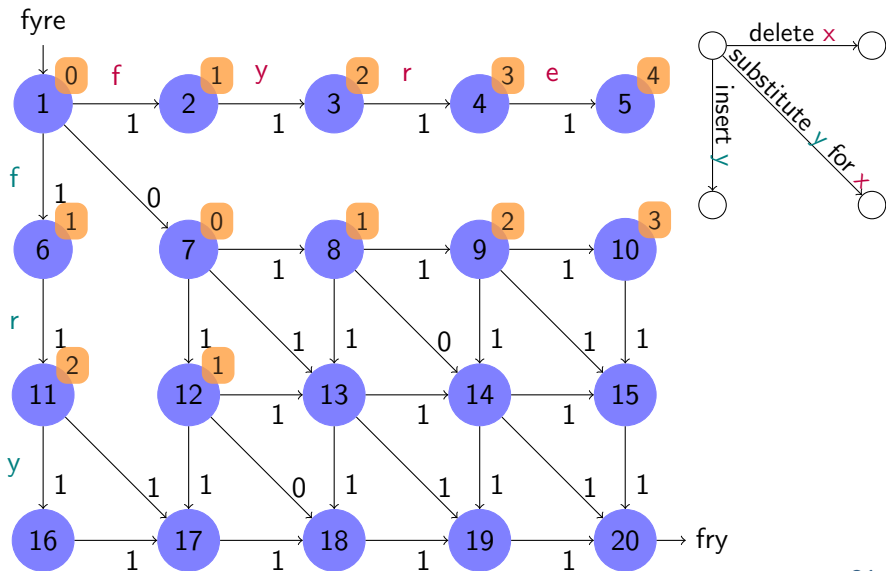 fyre
0 1 2 3 4
f y r e
delete x
1 2 3 4 5
1 1 1 1
substitute y for x
insert y
f
1 0
1 0 1 2 3
6 7 8 9 10
1 1 1
r
1 1 1 0 1 1 1
2 1
11 12 13 14 15
1 1 1
y
1 1 1 0 1 1 1 1 1
16 17 18 19 20
fry
1 1 1 1